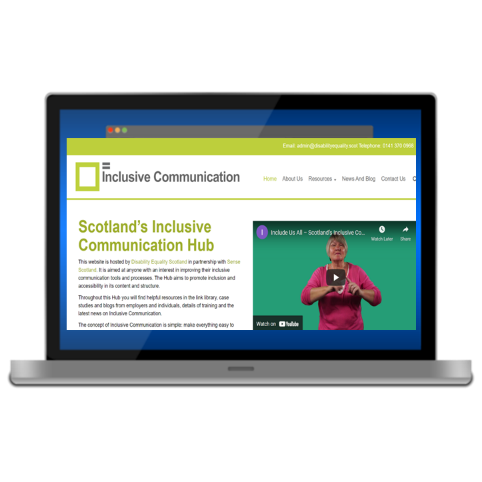 Email: admin@disabilityequality.scot Telephone: 0141 370 0968
Inclusive Communication
Home About Us Resources News And Blog Contact Us
Scotland's Inclusive
Communication Hub
This website is hosted by Disability Equality Scotland in partnership with Sense
Scotland. It is aimed at anyone with an interest in improving their inclusive
communication tools and processes. The Hub aims to promote inclusion and
accessibility in its content and structure.
Throughout this Hub you will find helpful resources in the link library, case
studies and blogs from employers and individuals, details of training and the
latest news on Inclusive Communication.
The concept of Inclusive Communication is simple: make everything easy to
I Include Us All – Scotland's Inclusive Co...
Watch Later Share
Watch on YouTube